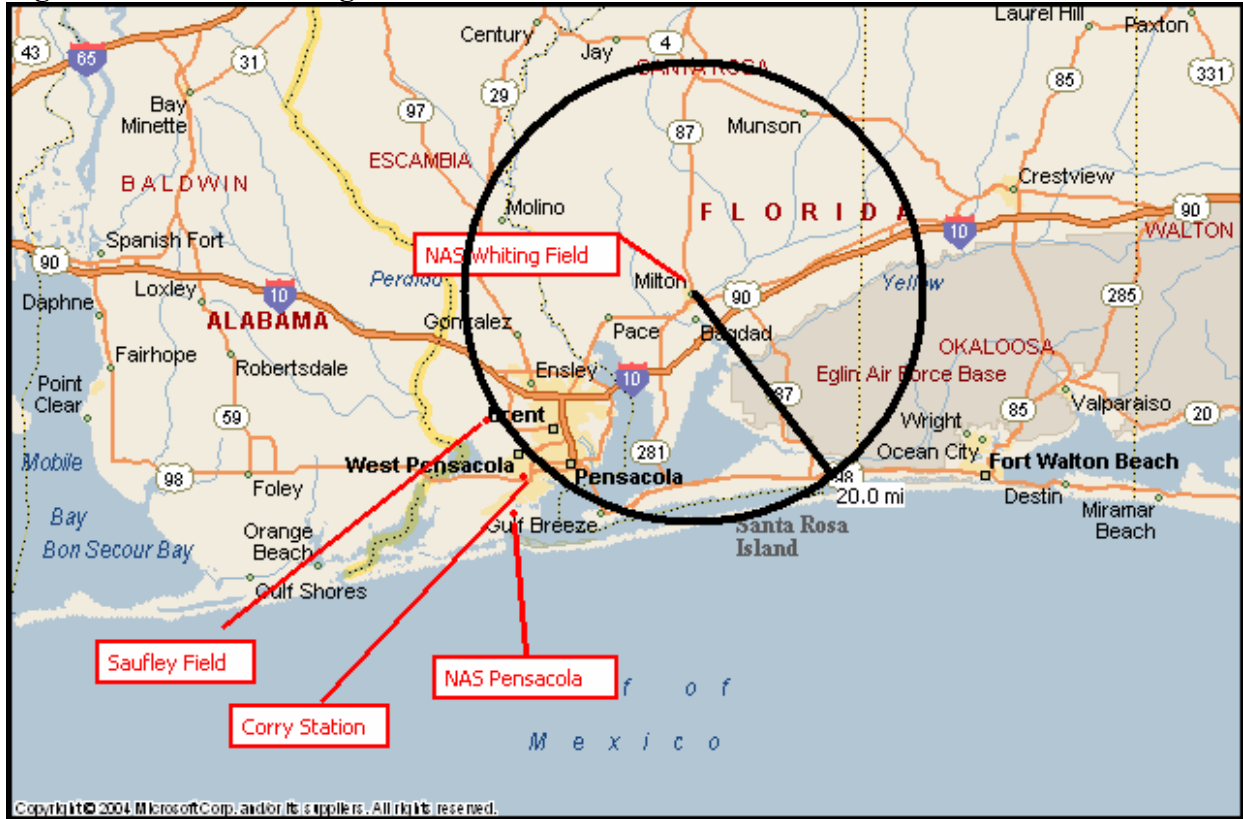 Laurel Hill
Paxton
Century
Jay
4
43
65
31
SANTA ROSA
85
331
Bay
Minette
97
29
87
Munson
ESCAMBIA
BALDWIN
Crestview
Molino
FLORIDA
90
10
WALTON
Spanish Fort
NAS Whiting Field
90
Perdido
Milton
Yellow
Daphne
Loxley
10
90
285
ALABAMA
Gonzalez
Pace
Bagdad
Fairhope
OKALOOSA
Robertsdale
Ensley
10
Eglin Air Force Base
Point
Clear
87
Valparaiso
59
Brent
Wright
85
20
Mobile
West Pensacola
281
Ocean City
Fort Walton Beach
98
Foley
Pensacola
98
20.0 mi
Destin
Miramar
Beach
Bay
Bon Secour Bay
Orange
Beach
Gulf Breeze
Santa Rosa
Island
Gulf Shores
Saufley Field
NAS Pensacola
f of
Corry Station
Mexico
Copyright © 2004 Microsoft Corp. and/or its suppliers. All rights reserved.